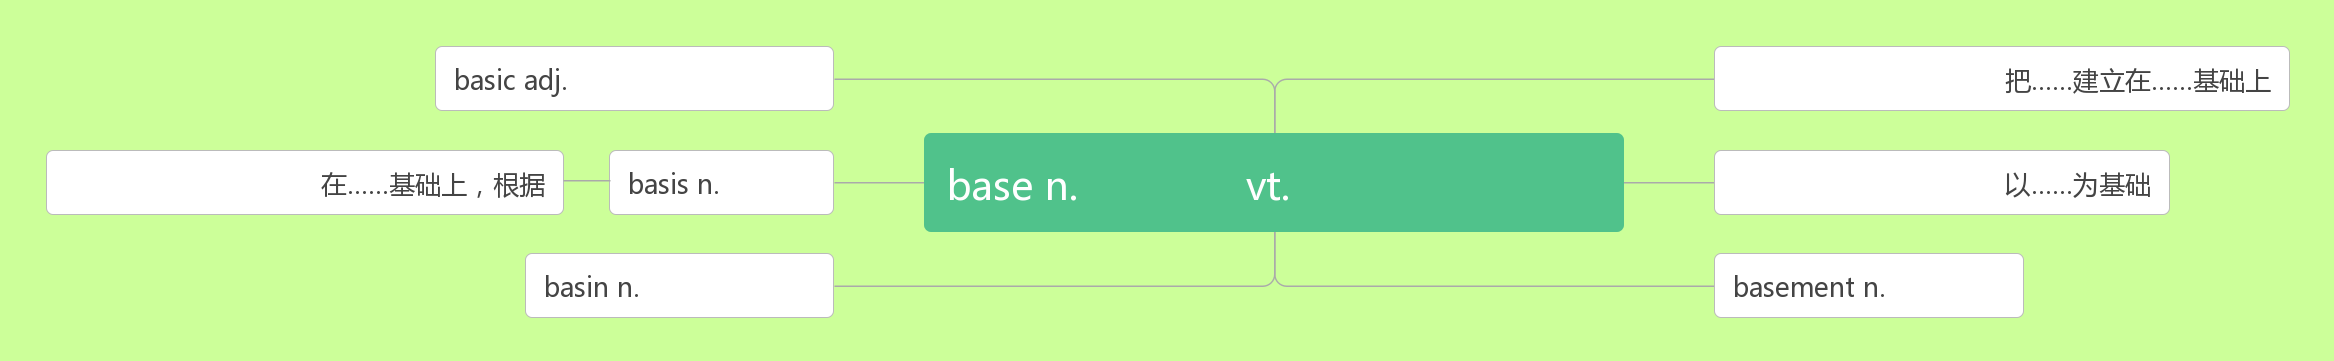 basic adj.
把……建立在……基础上
在……基础上，根据
basis n.
base n. vt.
以……为基础
basin n.
basement n.